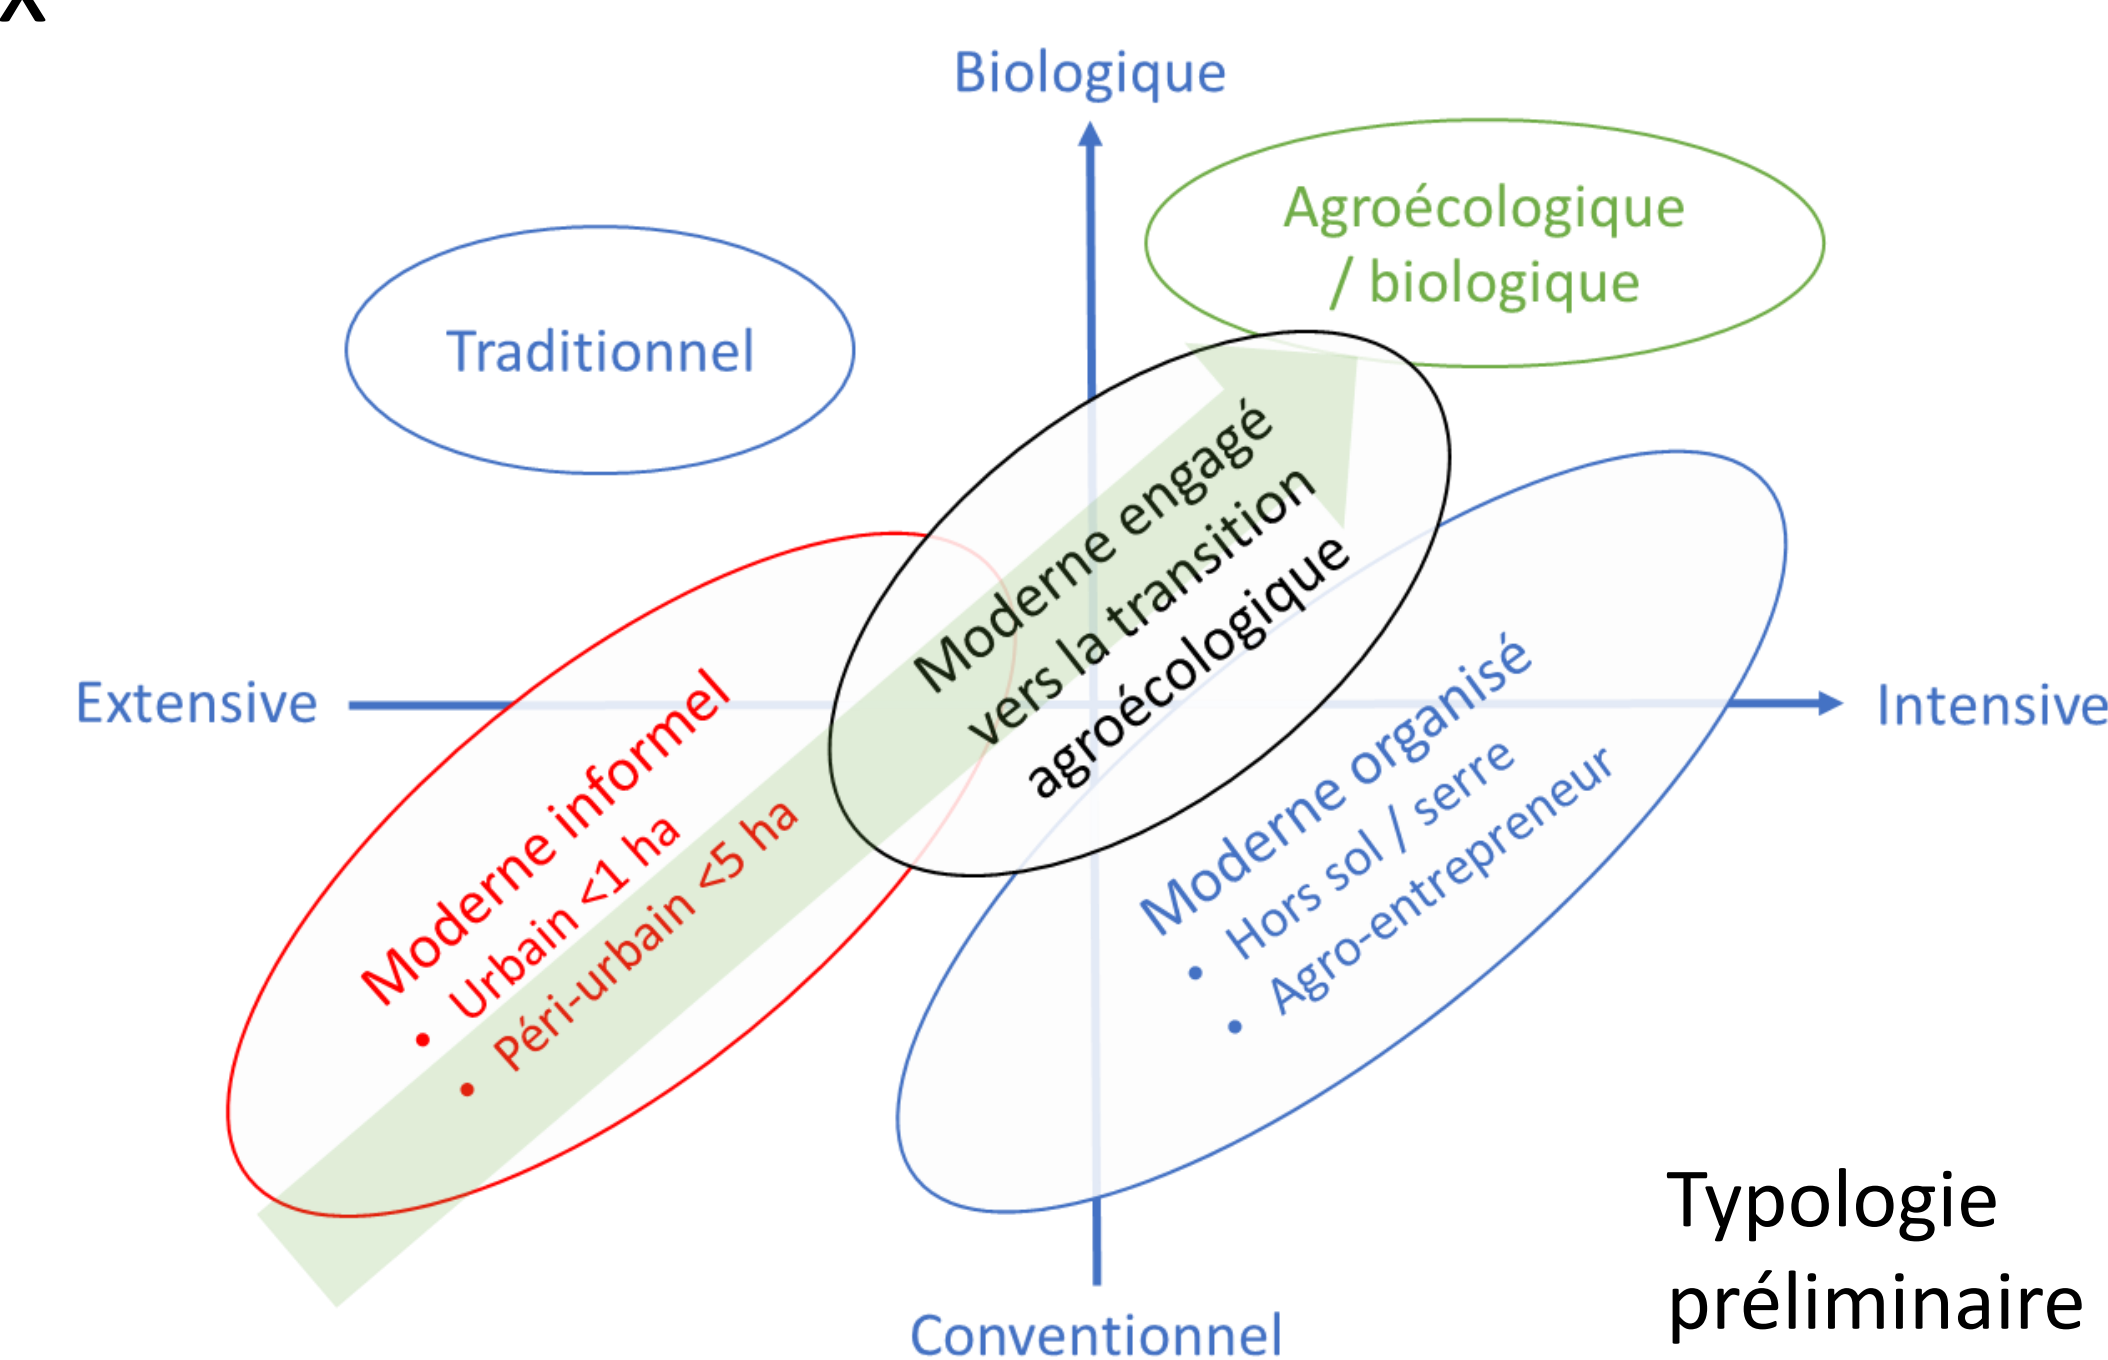 x
Biologique
Agroécologique
/ biologique
Traditionnel
Moderne engagé
vers la transition
agroécologique
Extensive
Intensive
Moderne informel
• Urbain <1 ha
• Péri-urbain <5 ha
Moderne organisé
• Hors sol / serre
• Agro-entrepreneur
Typologie
préliminaire
Conventionnel